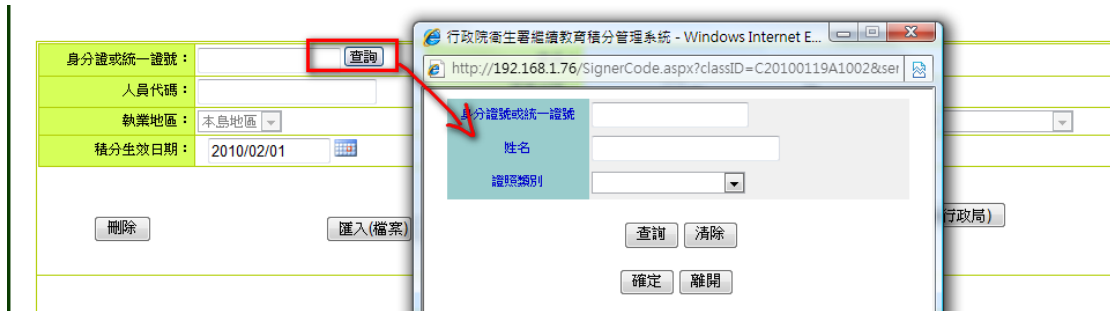 身分證或統一證號：
查詢
人員代碼：
執業地區：
本島地區
積分生效日期：
2010/02/01
刪除
匯入(檔案)
行政局)
行政院衛生署繼續教育積分管理系統 - Windows Internet E...
http://192.168.1.76/SignerCode.aspx?classID=C20100119A1002&ser
身分證號或統一證號
姓名
證照類別
查詢
清除
確定
離開